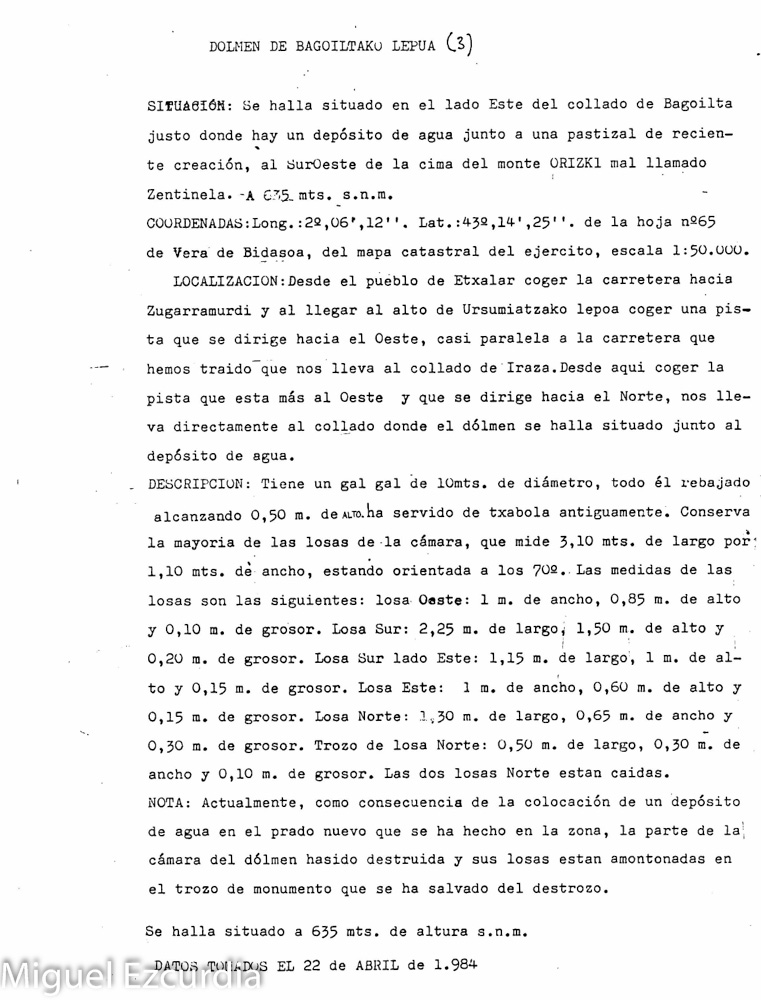 DOLMEN DE BAGOILTAKO LEPUA (3)
SITUACIÓN: Se halla situado en el lado Este del collado de Bagoilta
justo donde hay un depósito de agua junto a una pastizal de recien-
te creación, al SurOeste de la cima del monte ORIZKI mal llamado
Zentinela. -A 635 mts. s.n.m.
COORDENADAS:Long.:2º,06',12''. Lat.:43º,14',25''. de la hoja nº65
de Vera de Bidasoa, del mapa catastral del ejercito, escala 1:50.000.
LOCALIZACION:Desde el pueblo de Etxalar coger la carretera hacia
Zugarramurdi y al llegar al alto de Ursumiatzako lepoa coger una pis-
ta que se dirige hacia el Oeste, casi paralela a la carretera que
hemos traido que nos lleva al collado de Iraza.Desde aqui coger la
pista que esta más al Oeste y que se dirige hacia el Norte, nos lle-
va directamente al collado donde el dólmen se halla situado junto al
depósito de agua.
DESCRIPCION: Tiene un gal gal de 10mts. de diámetro, todo él rebajado
alcanzando 0,50 m. de ALTO. ha servido de txabola antiguamente. Conserva
la mayoria de las losas de la cámara, que mide 3,10 mts. de largo por
1,10 mts. de ancho, estando orientada a los 70º. Las medidas de las
losas son las siguientes: losa Oeste: 1 m. de ancho, 0,85 m. de alto
y 0,10 m. de grosor. Losa Sur: 2,25 m. de largo, 1,50 m. de alto y
0,20 m. de grosor. Losa Sur lado Este: 1,15 m. de largo, 1 m. de al-
to y 0,15 m. de grosor. Losa Este: 1 m. de ancho, 0,60 m. de alto y
0,15 m. de grosor. Losa Norte: 1,30 m. de largo, 0,65 m. de ancho y
0,30 m. de grosor. Trozo de losa Norte: 0,50 m. de largo, 0,30 m. de
ancho y 0,10 m. de grosor. Las dos losas Norte estan caidas.
NOTA: Actualmente, como consecuencia de la colocación de un depósito
de agua en el prado nuevo que se ha hecho en la zona, la parte de la
cámara del dólmen hasido destruida y sus losas estan amontonadas en
el trozo de monumento que se ha salvado del destrozo.
Se halla situado a 635 mts. de altura s.n.m.
DATOS TOMADOS EL 22 de ABRIL de 1.984
Miguel Ezcurdia